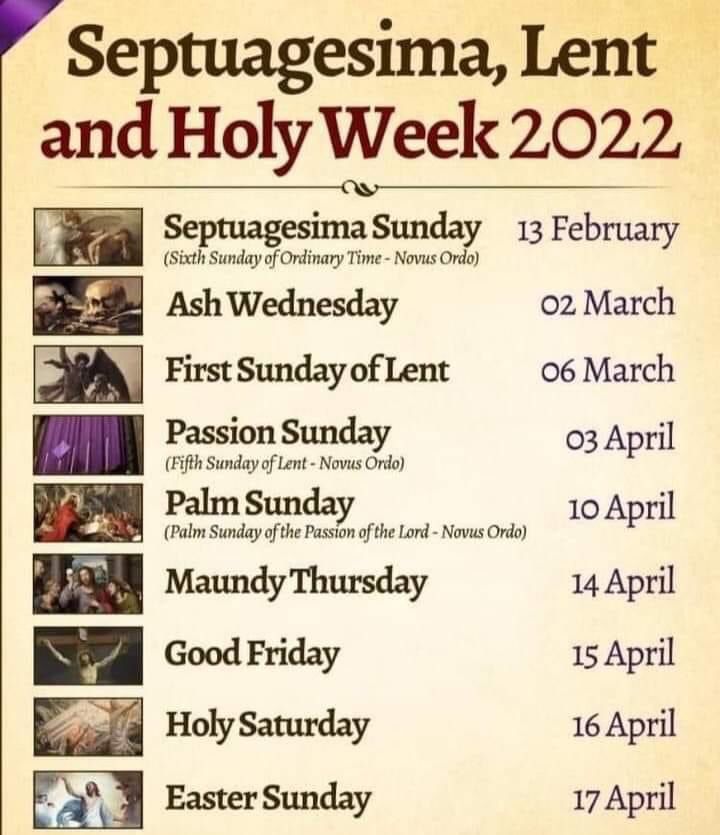 Septuagesima, Lent
and Holy Week 2022
Septuagesima Sunday 13 February
(Sixth Sunday of Ordinary Time - Novus Ordo)
Ash Wednesday 02 March
First Sunday of Lent 06 March
Passion Sunday 03 April
(Fifth Sunday of Lent - Novus Ordo)
Palm Sunday 10 April
(Palm Sunday of the Passion of the Lord - Novus Ordo)
Maundy Thursday 14 April
Good Friday 15 April
Holy Saturday 16 April
Easter Sunday 17 April